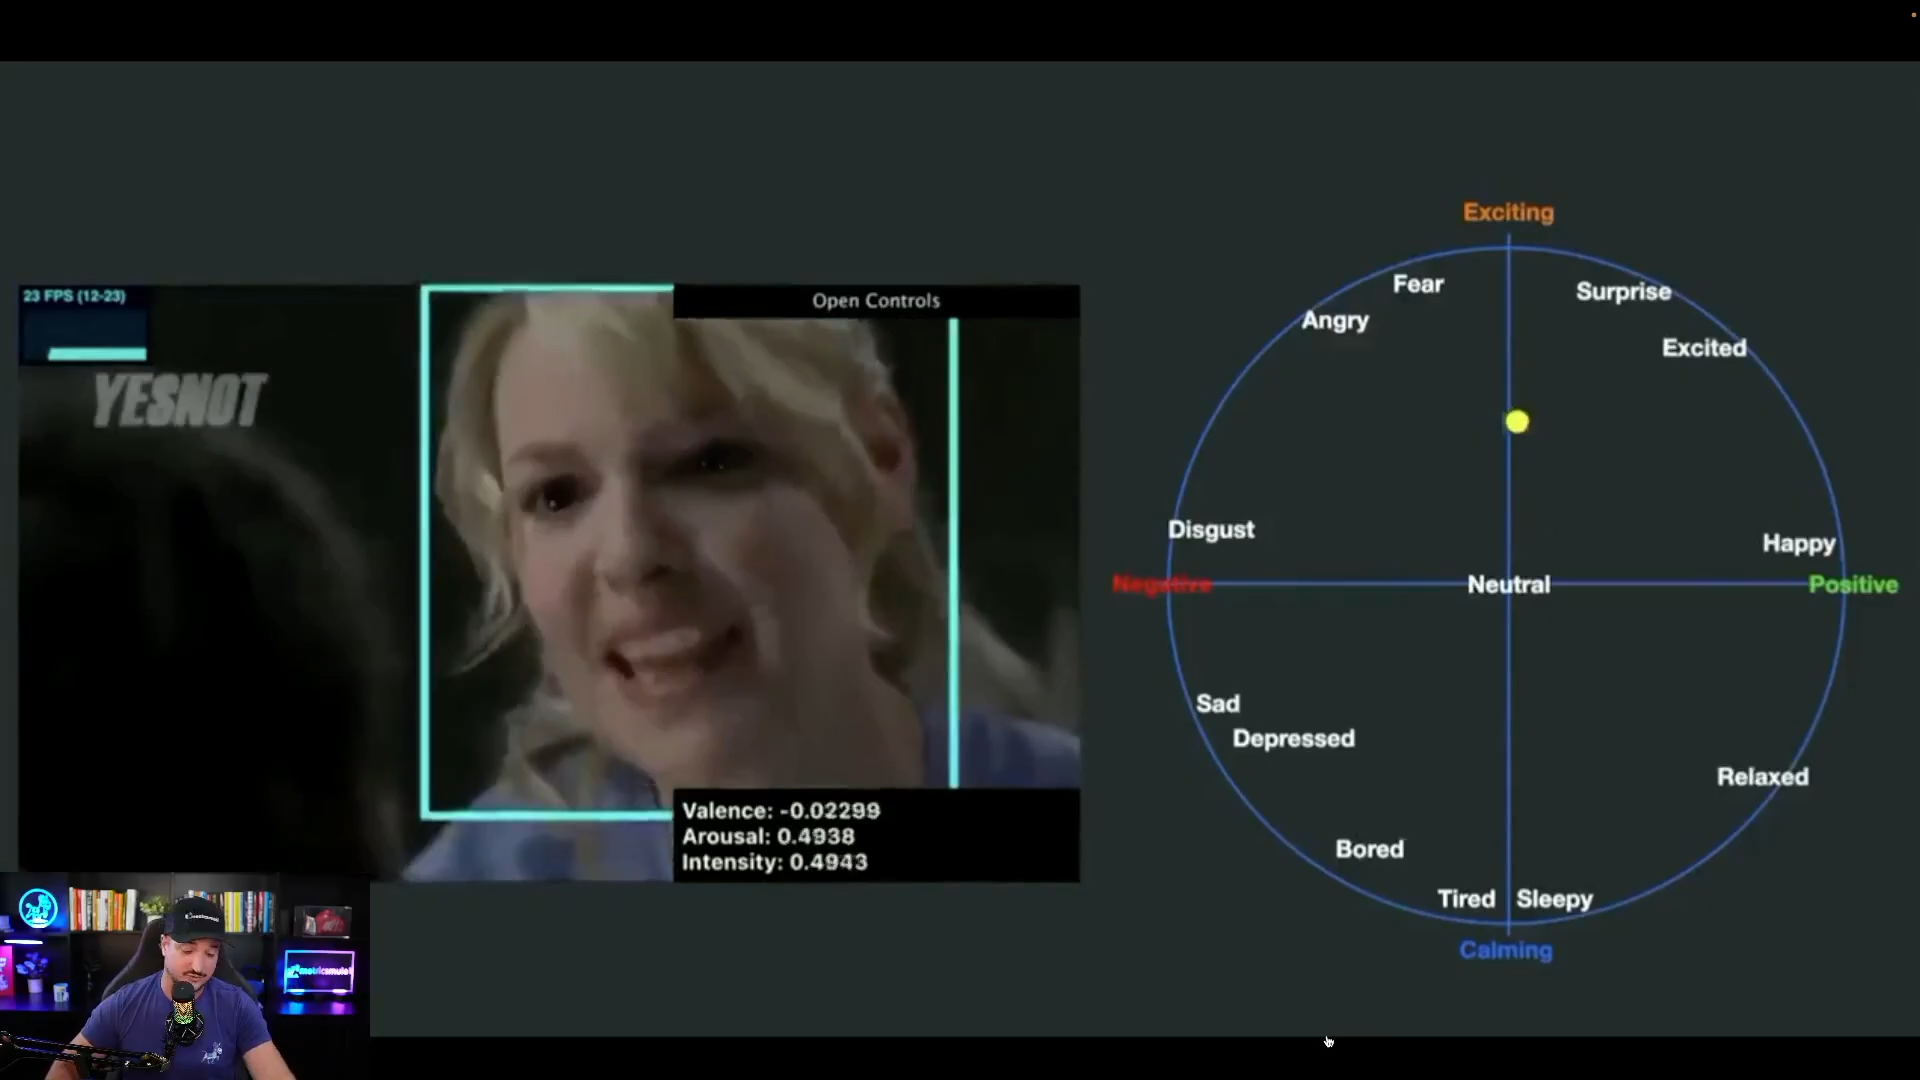 23 FPS (12-23)
Open Controls
YESNOT
Valence: -0.02299
Arousal: 0.4938
Intensity: 0.4943
Exciting
Fear
Surprise
Angry
Excited
Disgust
Happy
Negative
Neutral
Positive
Sad
Depressed
Relaxed
Bored
Tired
Sleepy
Calming
metricsmule